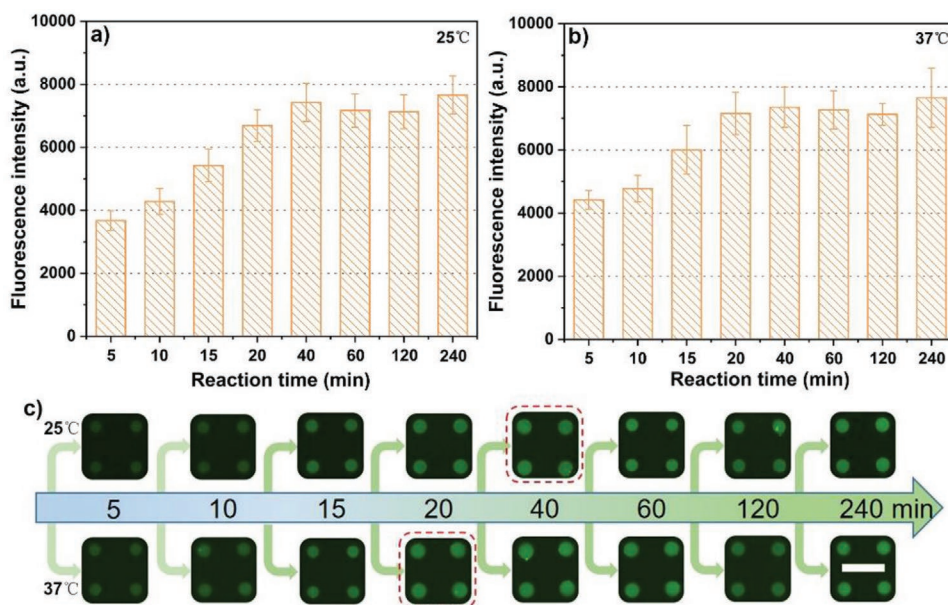 a)
25℃
Fluorescence intensity (a.u.)
10000
8000
6000
4000
2000
0
5 10 15 20 40 60 120 240
Reaction time (min)
b)
37℃
Fluorescence intensity (a.u.)
10000
8000
6000
4000
2000
0
5 10 15 20 40 60 120 240
Reaction time (min)
c)
25℃
5 10 15 20 40 60 120 240 min
37℃